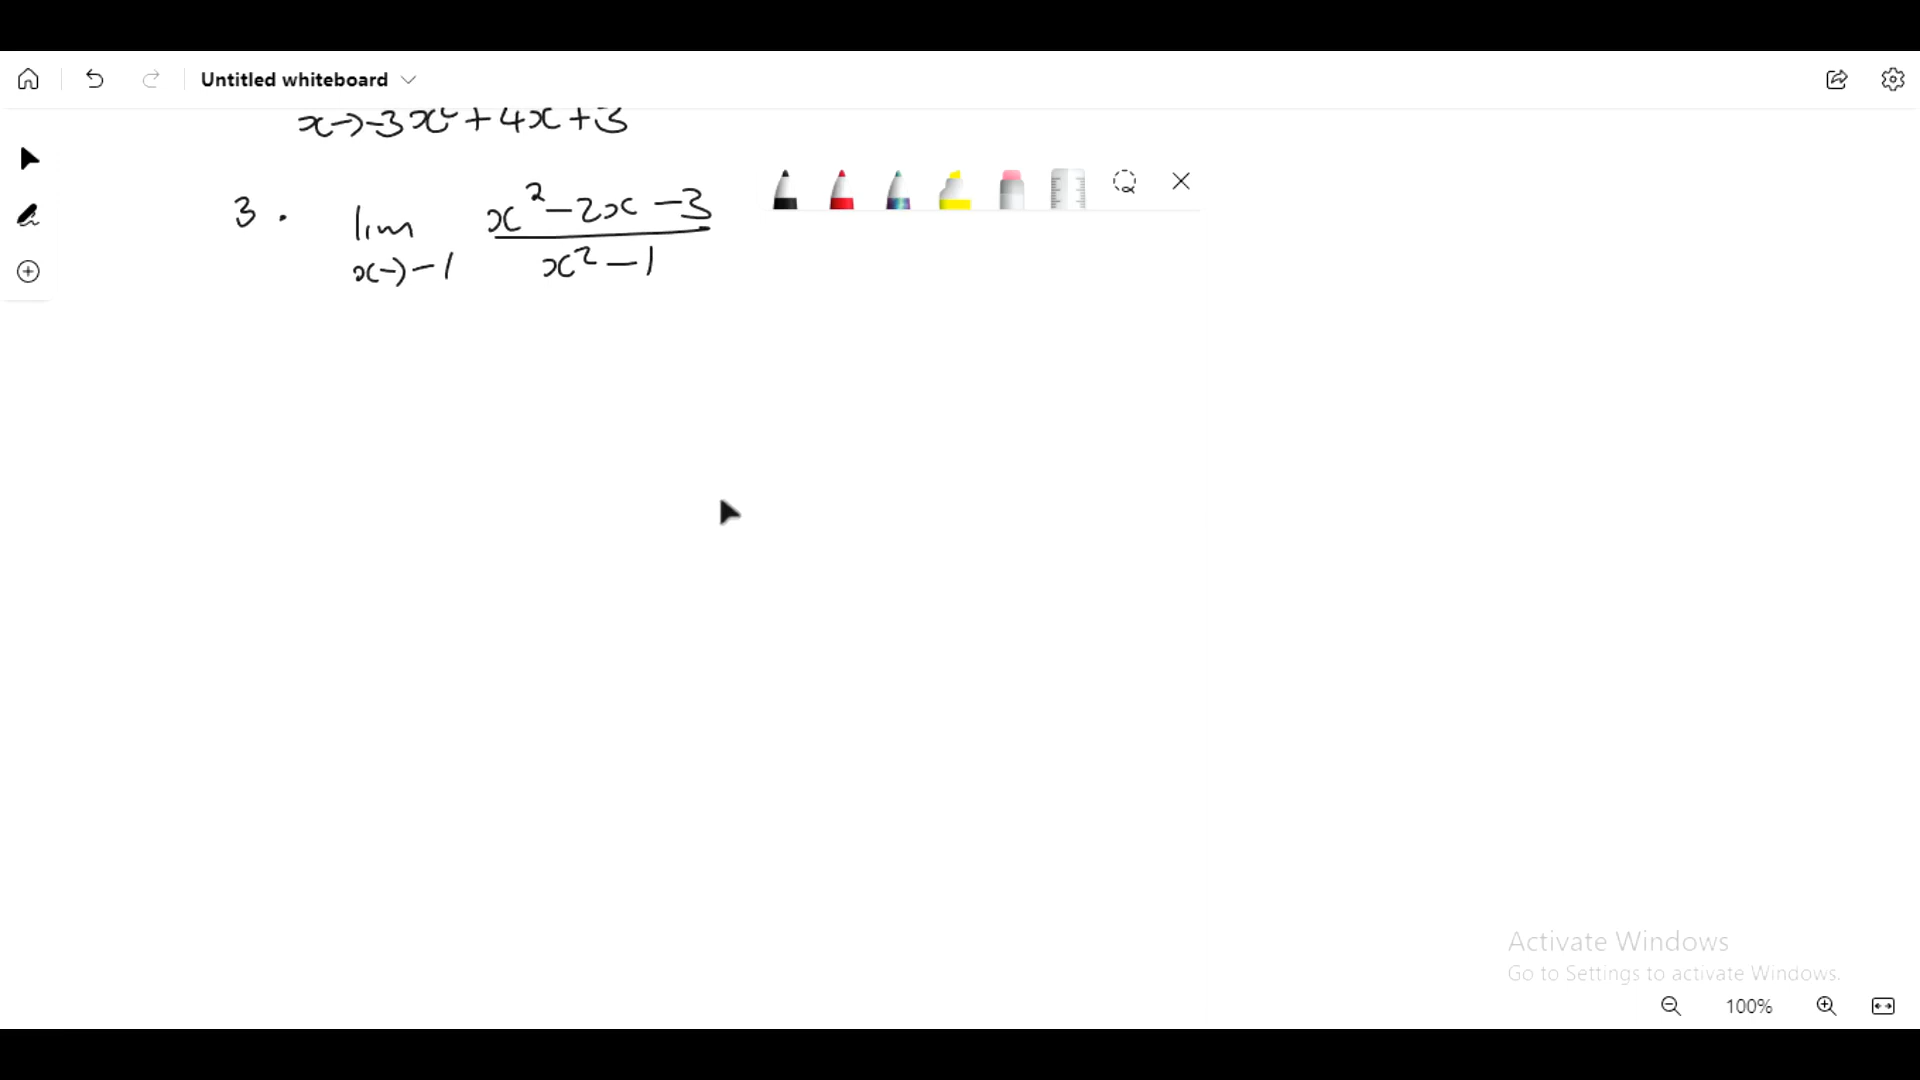 Untitled whiteboard
x→-3 x² + 4x + 3
3. lim x→-1 x² - 2x - 3 / x² - 1
Activate Windows
Go to Settings to activate Windows.
100%